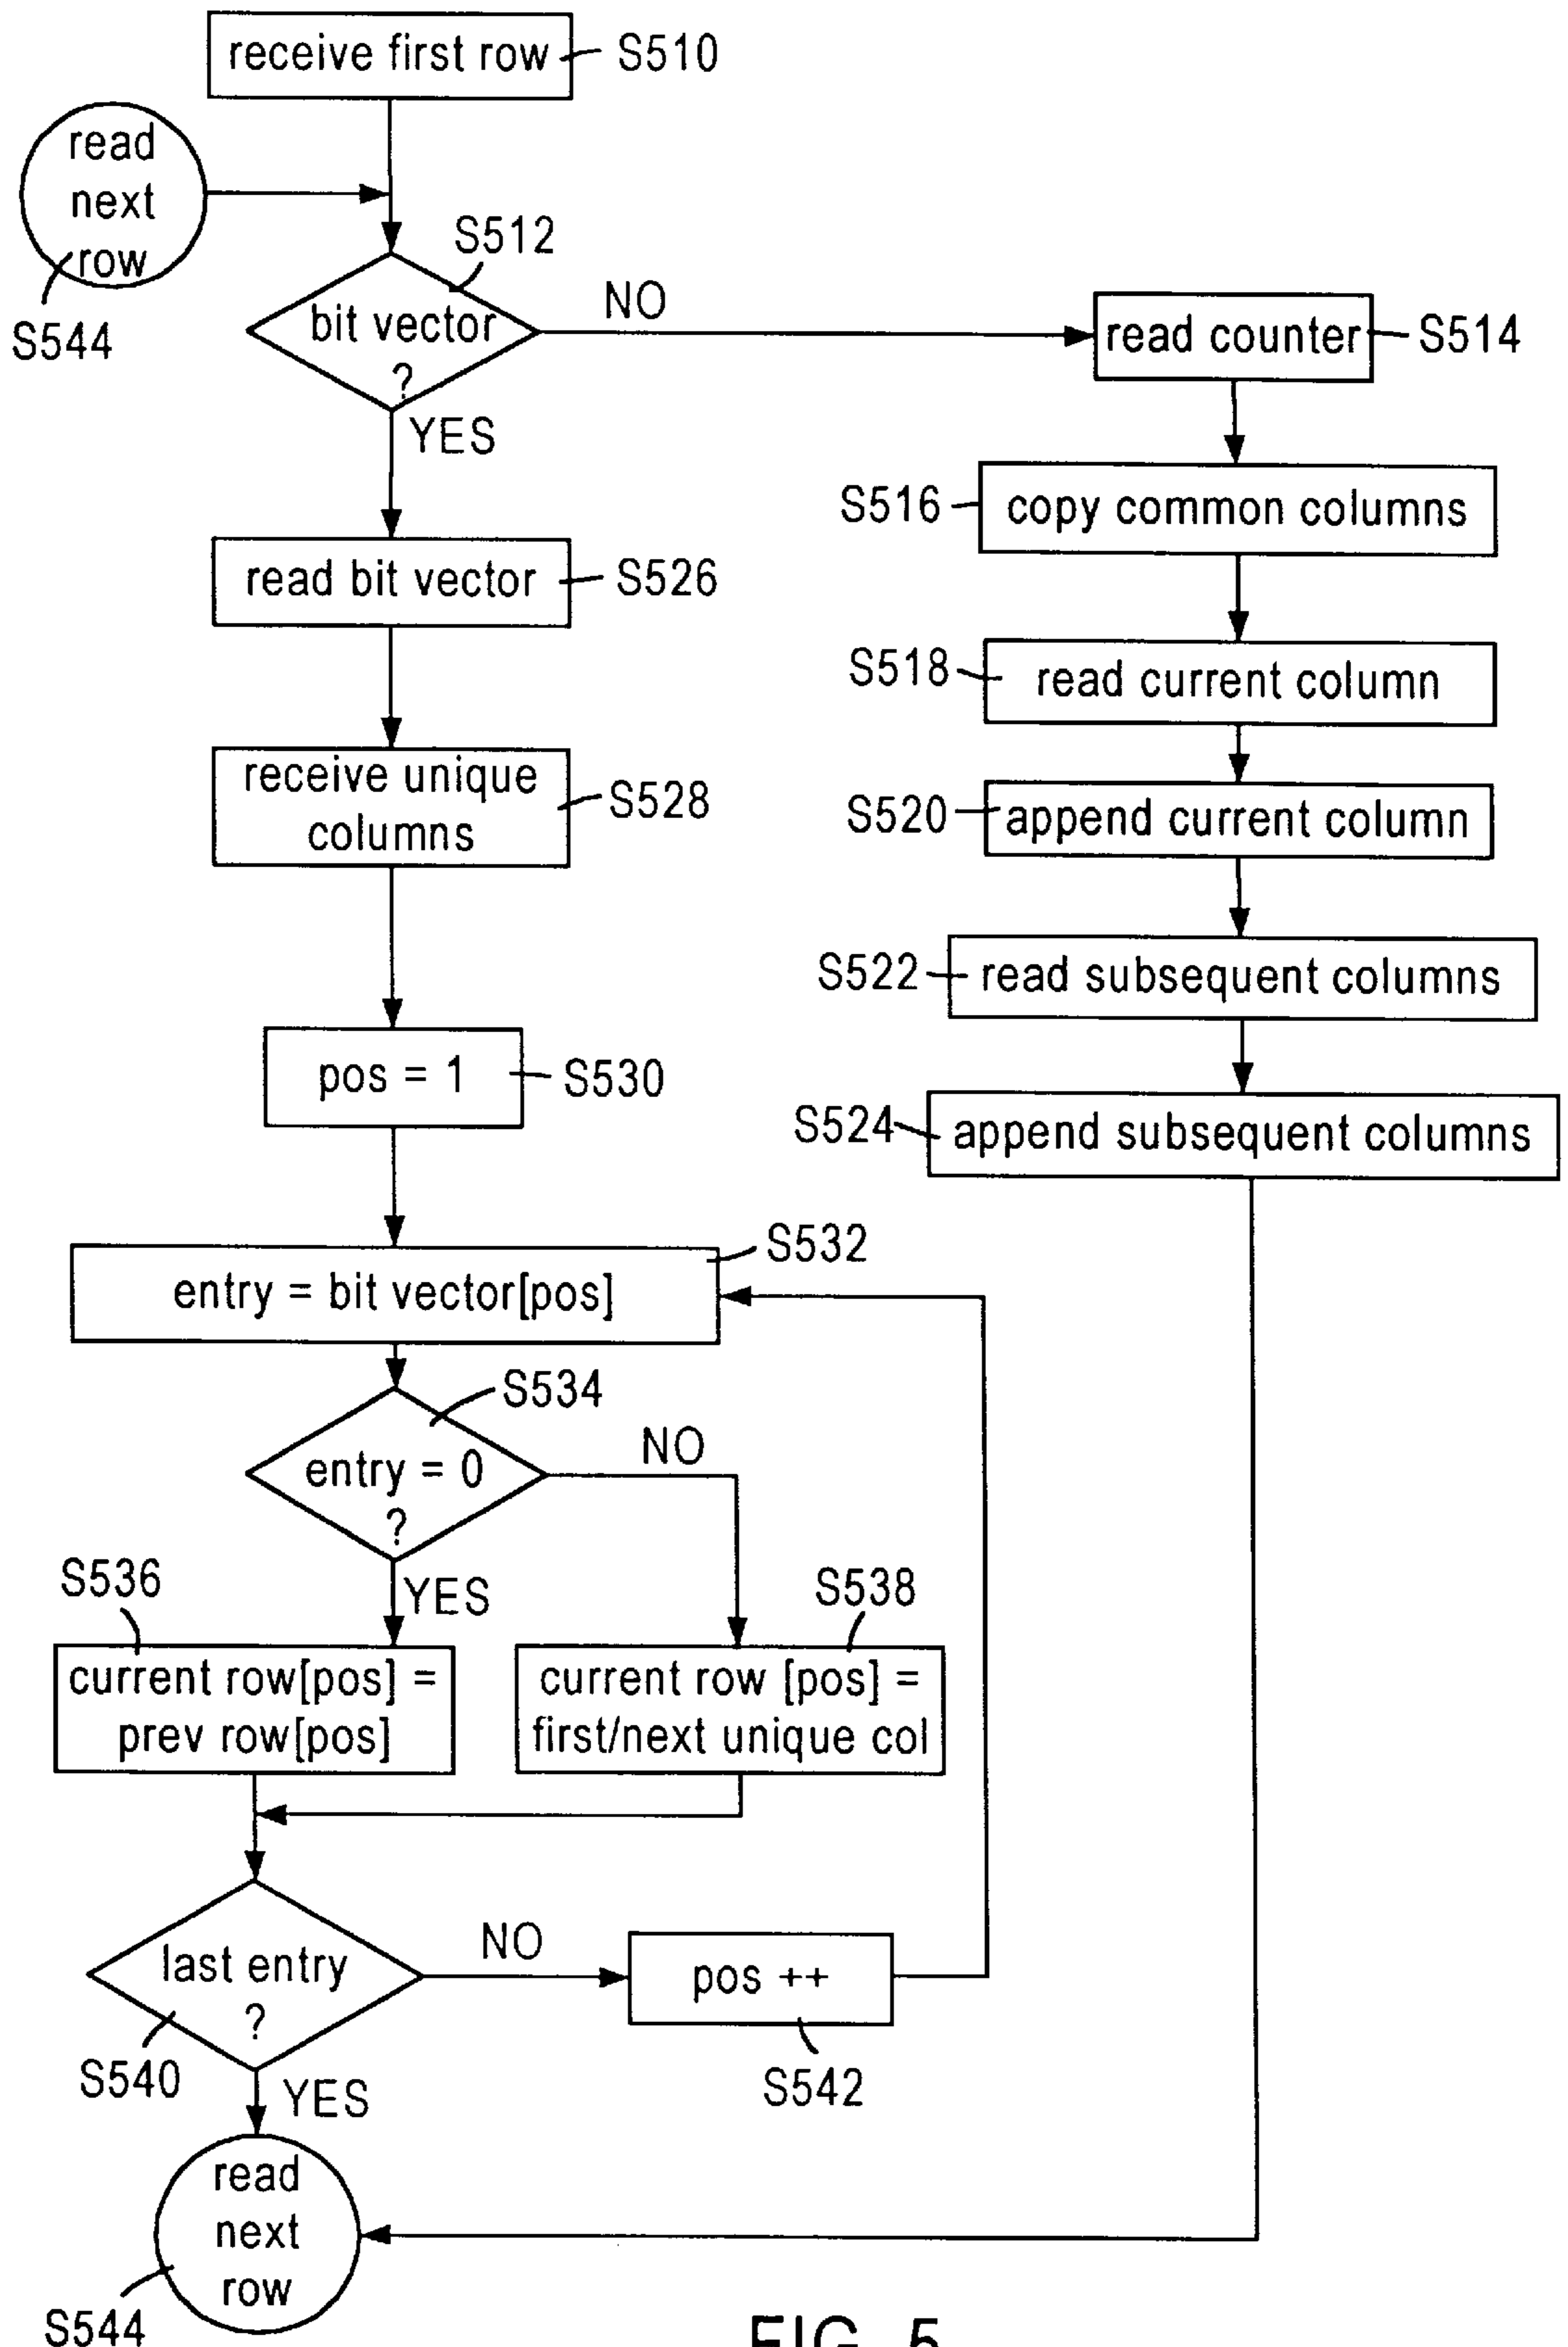 receive first row
S510
read
next
row
S544
S512
bit vector
?
NO
YES
read counter
S514
S516
copy common columns
read bit vector
S526
S518
read current column
receive unique
columns
S528
S520
append current column
S522
read subsequent columns
pos = 1
S530
S524
append subsequent columns
S532
entry = bit vector[pos]
S534
entry = 0
?
NO
YES
S536
S538
current row[pos] =
prev row[pos]
current row [pos] =
first/next unique col
last entry
?
NO
pos ++
S540
S542
YES
read
next
row
S544
FIG. 5